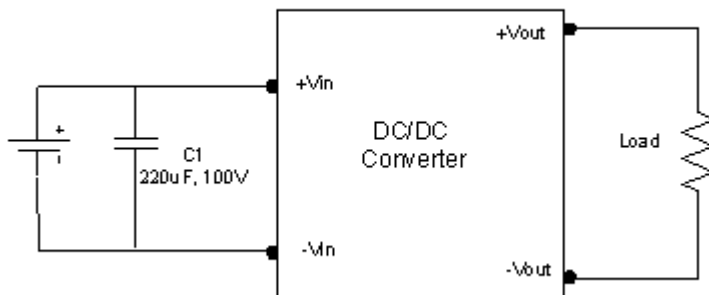 +Vout
+Vin
+
-
C1
220uF, 100V
DC/DC
Converter
Load
-Vin
-Vout